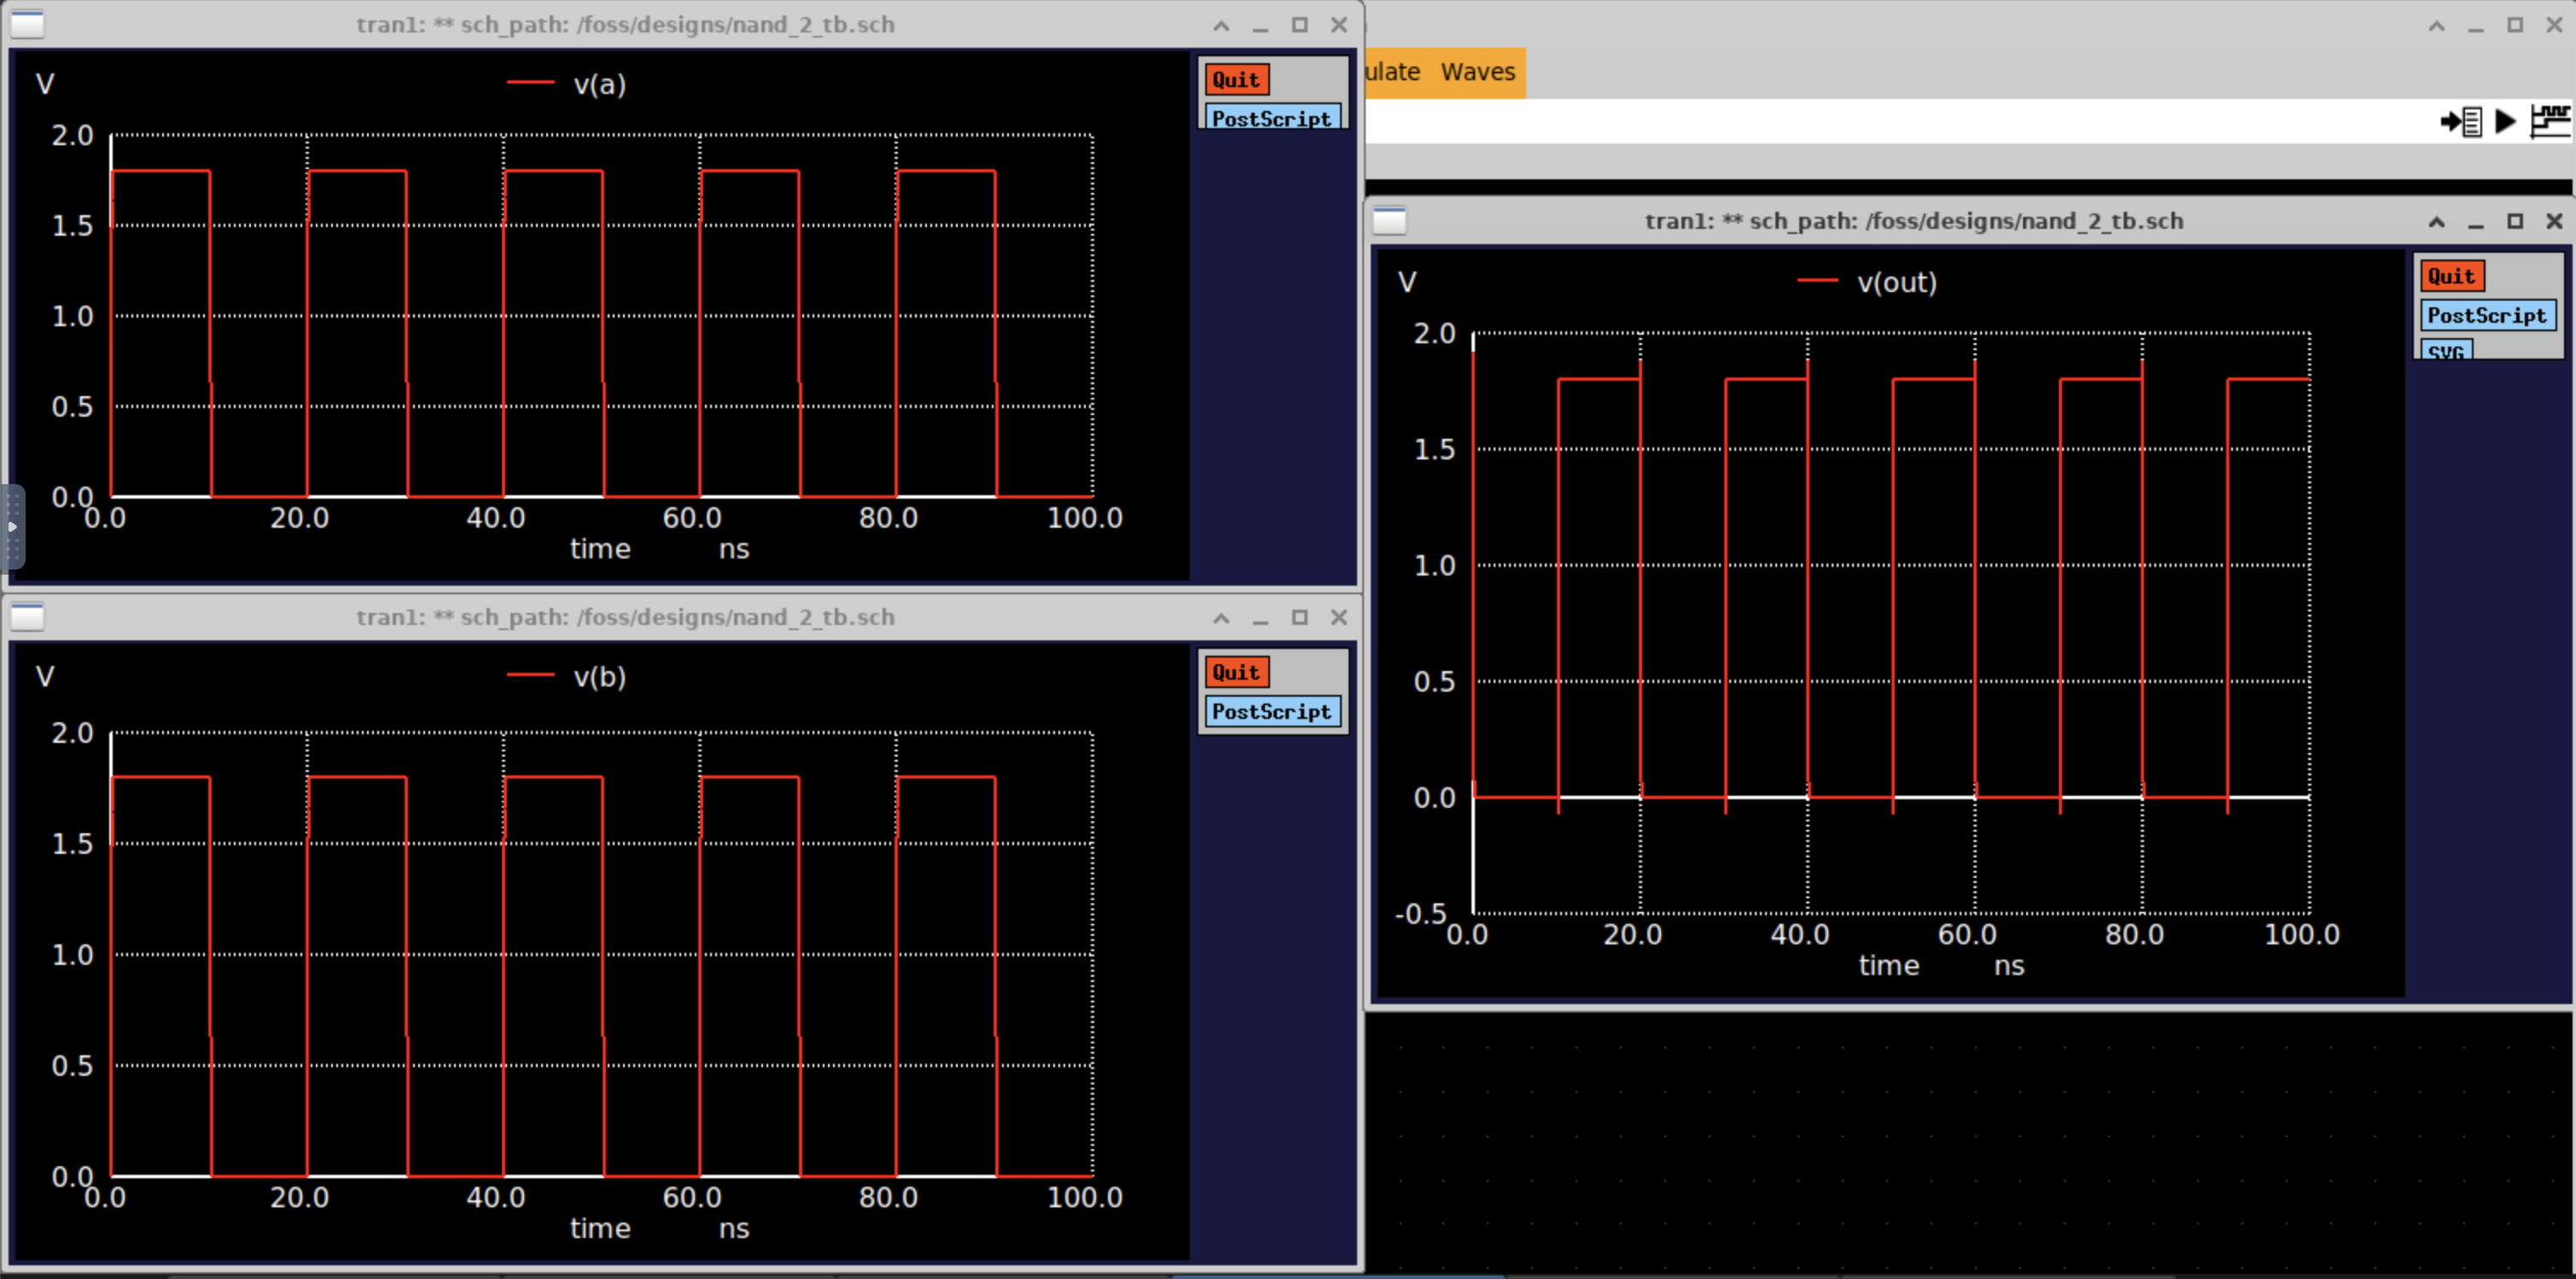 tran1: ** sch_path: /foss/designs/nand_2_tb.sch
V
v(a)
Quit
PostScript
2.0
1.5
1.0
0.5
0.0
0.0 20.0 40.0 60.0 80.0 100.0
time ns
tran1: ** sch_path: /foss/designs/nand_2_tb.sch
V
v(b)
Quit
PostScript
2.0
1.5
1.0
0.5
0.0
0.0 20.0 40.0 60.0 80.0 100.0
time ns
ulate Waves
tran1: ** sch_path: /foss/designs/nand_2_tb.sch
V
v(out)
Quit
PostScript
SVG
2.0
1.5
1.0
0.5
0.0
-0.5
0.0 20.0 40.0 60.0 80.0 100.0
time ns